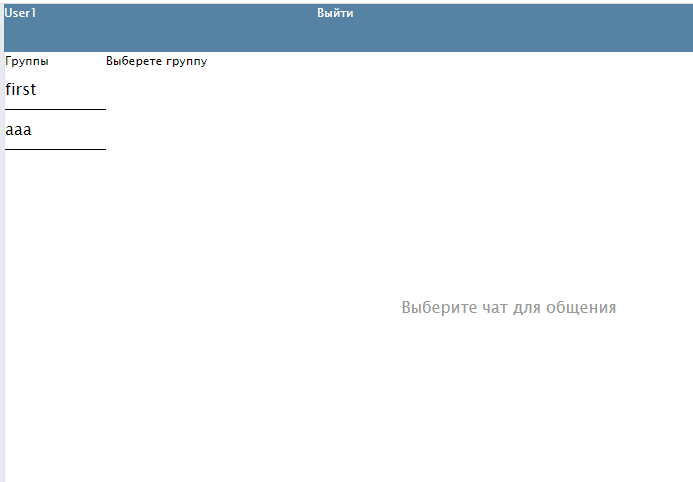 User1 Выйти
Группы Выберете группу
first
aaa
Выберите чат для общения